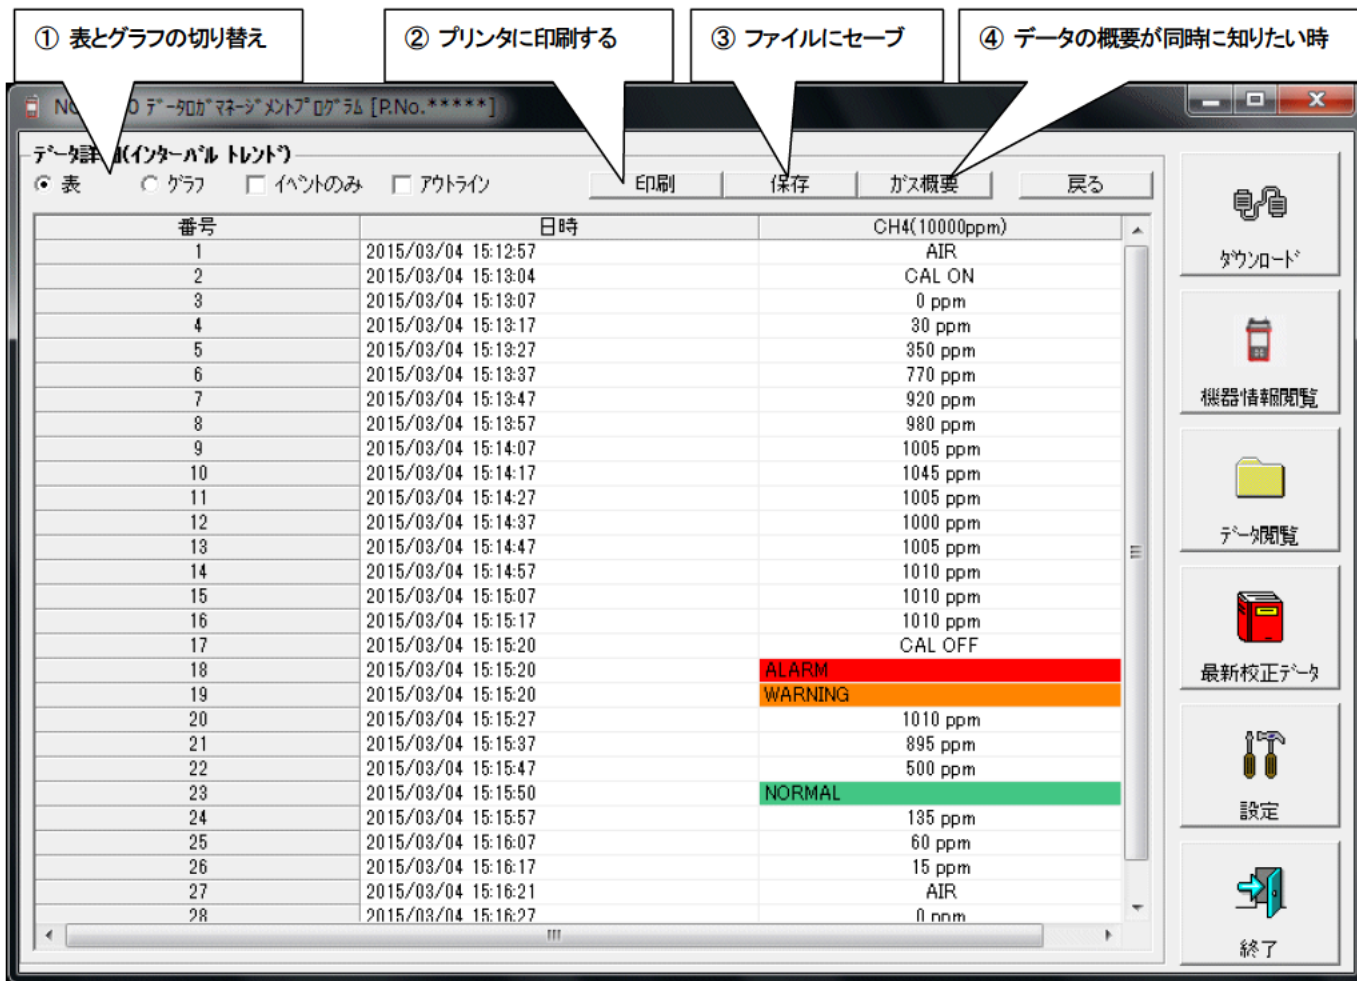 ① 表とグラフの切り替え
② プリンタに印刷する
③ ファイルにセーブ
④ データの概要が同時に知りたい時
ﾃﾞｰﾀﾛｶﾞﾏﾈｰｼﾞﾒﾝﾄﾌﾟﾛｸﾞﾗﾑ [P.No.*****]
ﾃﾞｰﾀ詳細(ｲﾝﾀｰﾊﾞﾙ ﾄﾚﾝﾄﾞ)
表 ｸﾞﾗﾌ ｲﾍﾞﾝﾄのみ ｱｳﾄﾗｲﾝ 印刷 保存 ｶﾞｽ概要 戻る
番号 日時 CH4(10000ppm)
1 2015/03/04 15:12:57 AIR
2 2015/03/04 15:13:04 CAL ON
3 2015/03/04 15:13:07 0 ppm
4 2015/03/04 15:13:17 30 ppm
5 2015/03/04 15:13:27 350 ppm
6 2015/03/04 15:13:37 770 ppm
7 2015/03/04 15:13:47 920 ppm
8 2015/03/04 15:13:57 980 ppm
9 2015/03/04 15:14:07 1005 ppm
10 2015/03/04 15:14:17 1045 ppm
11 2015/03/04 15:14:27 1005 ppm
12 2015/03/04 15:14:37 1000 ppm
13 2015/03/04 15:14:47 1005 ppm
14 2015/03/04 15:14:57 1010 ppm
15 2015/03/04 15:15:07 1010 ppm
16 2015/03/04 15:15:17 1010 ppm
17 2015/03/04 15:15:20 CAL OFF
18 2015/03/04 15:15:20 ALARM
19 2015/03/04 15:15:20 WARNING
20 2015/03/04 15:15:27 1010 ppm
21 2015/03/04 15:15:37 895 ppm
22 2015/03/04 15:15:47 500 ppm
23 2015/03/04 15:15:50 NORMAL
24 2015/03/04 15:15:57 135 ppm
25 2015/03/04 15:16:07 60 ppm
26 2015/03/04 15:16:17 15 ppm
27 2015/03/04 15:16:21 AIR
28 2015/03/04 15:16:27 0 ppm
ﾀﾞｳﾝﾛｰﾄﾞ
機器情報閲覧
ﾃﾞｰﾀ閲覧
最新校正ﾃﾞｰﾀ
設定
終了